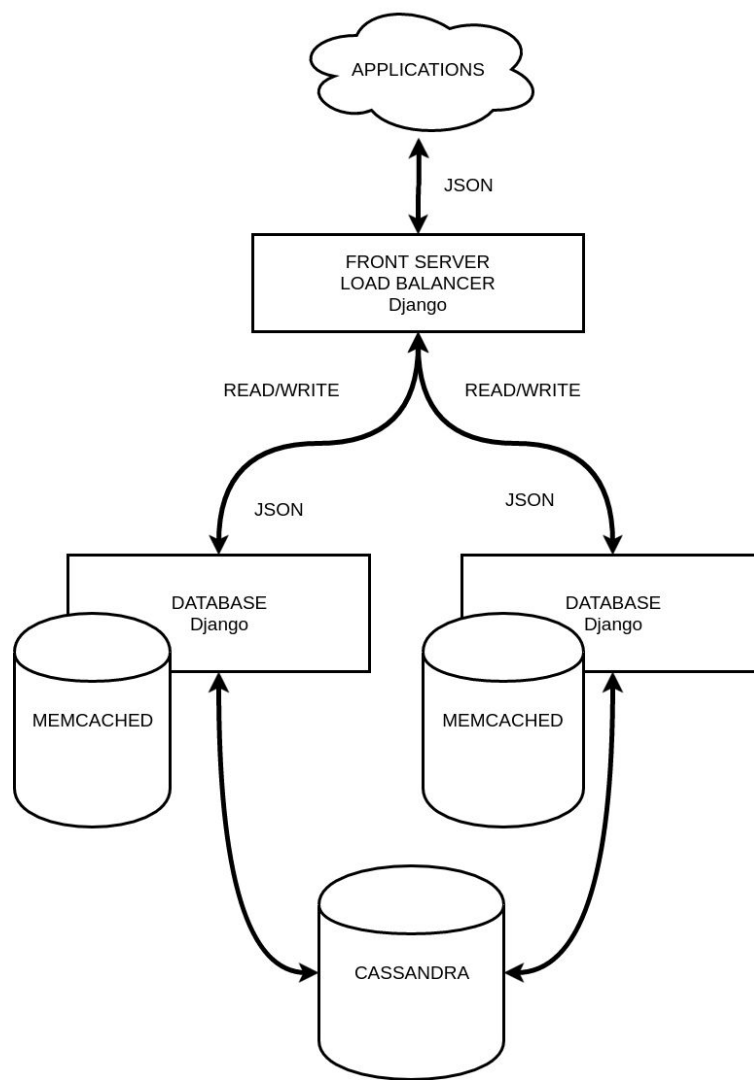 APPLICATIONS
JSON
FRONT SERVER
LOAD BALANCER
Django
READ/WRITE
READ/WRITE
JSON
JSON
DATABASE
Django
DATABASE
Django
MEMCACHED
MEMCACHED
CASSANDRA